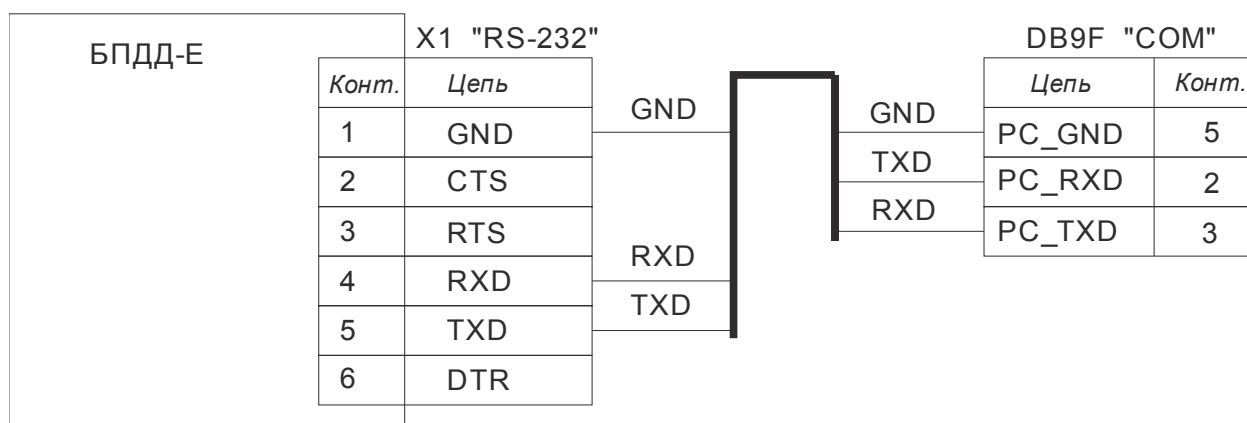 БПДД-Е
X1 "RS-232"
DB9F "COM"
Конт. Цепь
Цепь Конт.
1 GND
GND
GND
PC_GND 5
2 CTS
TXD
PC_RXD 2
3 RTS
RXD
PC_TXD 3
RXD
4 RXD
TXD
5 TXD
6 DTR